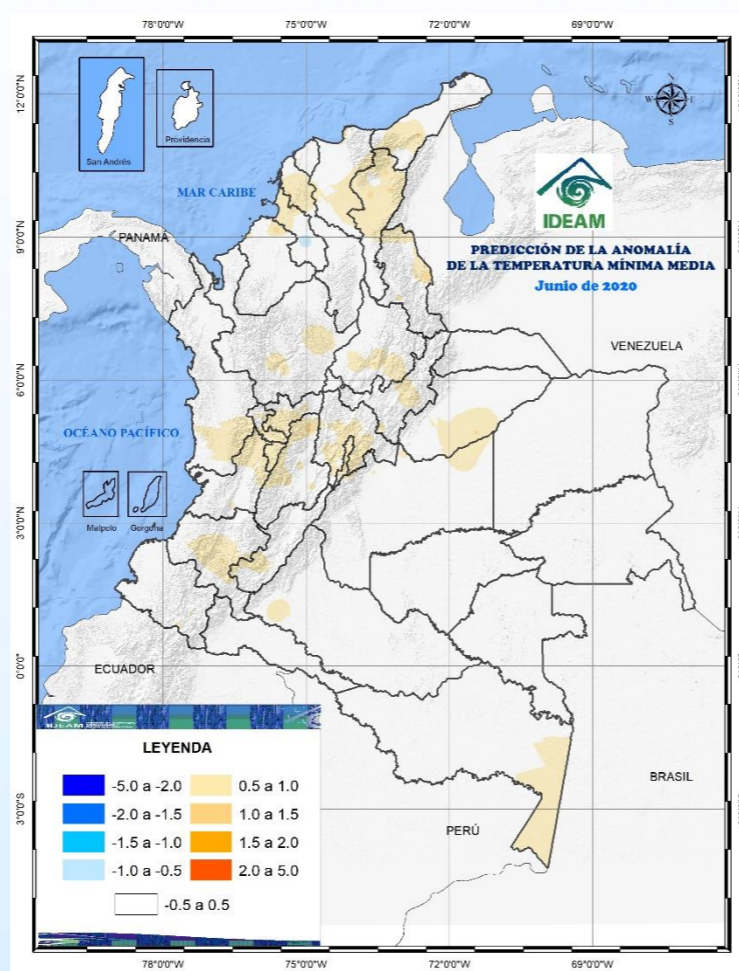 78°0'0"W 75°0'0"W 72°0'0"W 69°0'0"W
12°0'0"N
San Andrés
Providencia
W E
S
IDEAM
MAR CARIBE
9°0'0"N
PANAMÁ
PREDICCIÓN DE LA ANOMALÍA
DE LA TEMPERATURA MÍNIMA MEDIA
Junio de 2020
VENEZUELA
6°0'0"N
OCÉANO PACÍFICO
Malpelo Gorgona
3°0'0"N
0°0'0"
ECUADOR
IDEAM
LEYENDA
-5.0 a -2.0 0.5 a 1.0
-2.0 a -1.5 1.0 a 1.5
-1.5 a -1.0 1.5 a 2.0
-1.0 a -0.5 2.0 a 5.0
-0.5 a 0.5
BRASIL
PERÚ
3°0'0"S
78°0'0"W 75°0'0"W 72°0'0"W 69°0'0"W